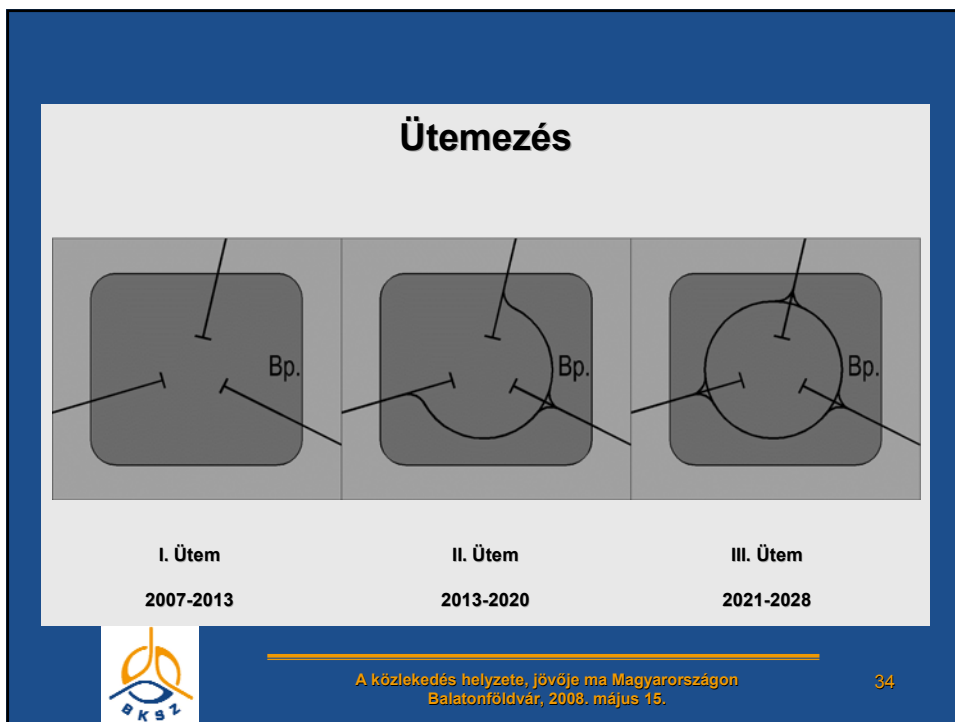 Ütemezés
Bp.
Bp.
Bp.
I. Ütem
II. Ütem
III. Ütem
2007-2013
2013-2020
2021-2028
BKSZ
A közlekedés helyzete, jövője ma Magyarországon
Balatonföldvár, 2008. május 15.
34